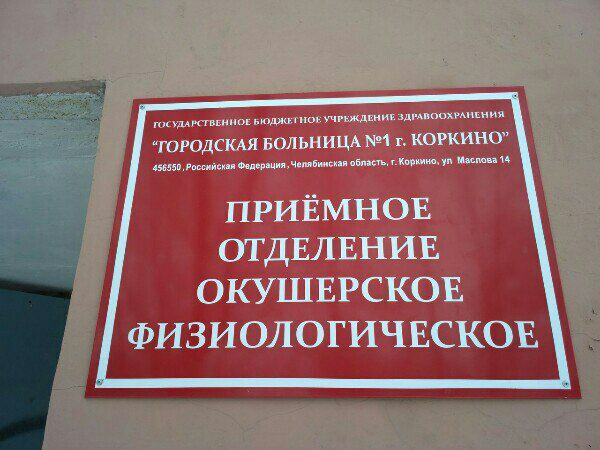 ГОСУДАРСТВЕННОЕ БЮДЖЕТНОЕ УЧРЕЖДЕНИЕ ЗДРАВООХРАНЕНИЯ
"ГОРОДСКАЯ БОЛЬНИЦА №1 г. КОРКИНО"
456550, Российская Федерация, Челябинская область, г. Коркино, ул Маслова 14
ПРИЁМНОЕ
ОТДЕЛЕНИЕ
ОКУШЕРСКОЕ
ФИЗИОЛОГИЧЕСКОЕ